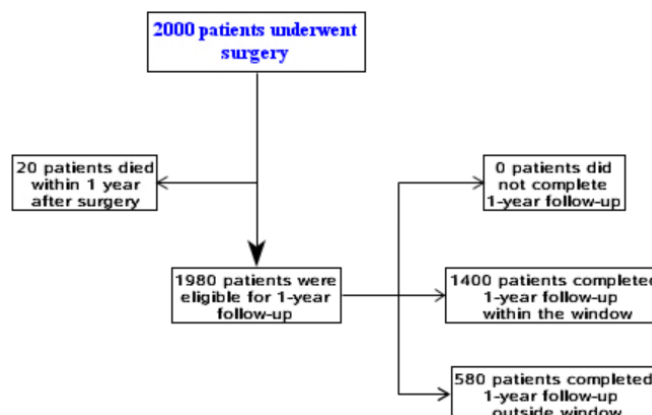 2000 patients underwent
surgery
20 patients died
within 1 year
after surgery
0 patients did
not complete
1-year follow-up
1980 patients were
eligible for 1-year
follow-up
1400 patients completed
1-year follow-up
within the window
580 patients completed
1-year follow-up
outside window